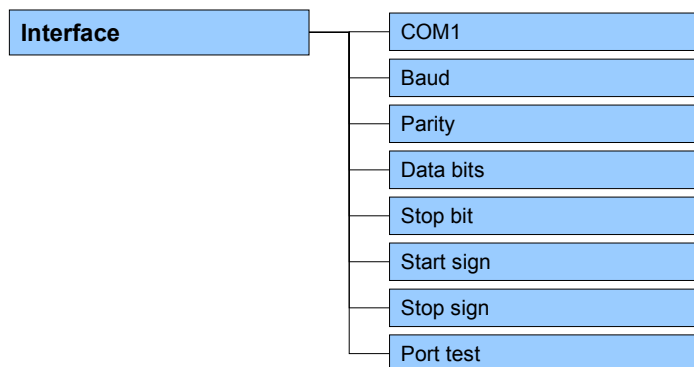 Interface
COM1
Baud
Parity
Data bits
Stop bit
Start sign
Stop sign
Port test